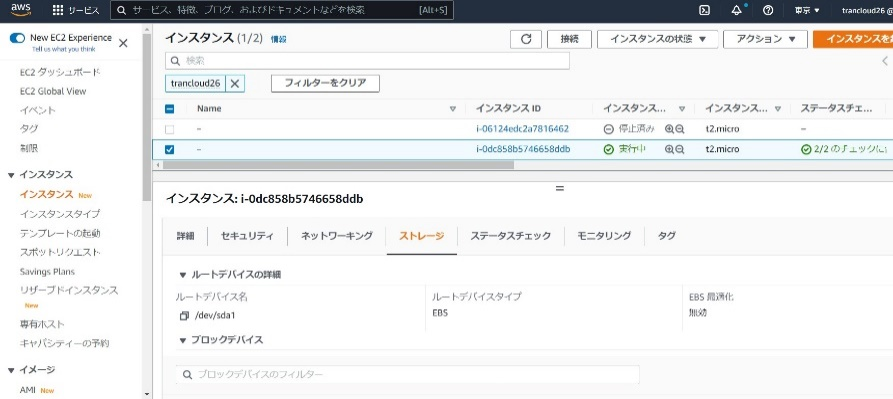 aws
サービス
サービス、特徴、ブログ、およびドキュメントなどを検索
[Alt+S]
東京
trancloud26 @
New EC2 Experience
Tell us what you think
EC2 ダッシュボード
EC2 Global View
イベント
タグ
制限
インスタンス
インスタンス New
インスタンスタイプ
テンプレートの起動
スポットリクエスト
Savings Plans
リザーブドインスタンス
New
専有ホスト
キャパシティーの予約
イメージ
AMI New
インスタンス (1/2) 情報
接続
インスタンスの状態
アクション
インスタンスを
検索
trancloud26
フィルターをクリア
Name インスタンス ID インスタンス... インスタンス... ステータスチェ...
– i-06124edc2a7816462 停止済み t2.micro –
– i-0dc858b5746658ddb 実行中 t2.micro 2/2 のチェックに
インスタンス: i-0dc858b5746658ddb
詳細 セキュリティ ネットワーキング ストレージ ステータスチェック モニタリング タグ
ルートデバイスの詳細
ルートデバイス名 ルートデバイスタイプ EBS 最適化
/dev/sda1 EBS 無効
ブロックデバイス
ブロックデバイスのフィルター